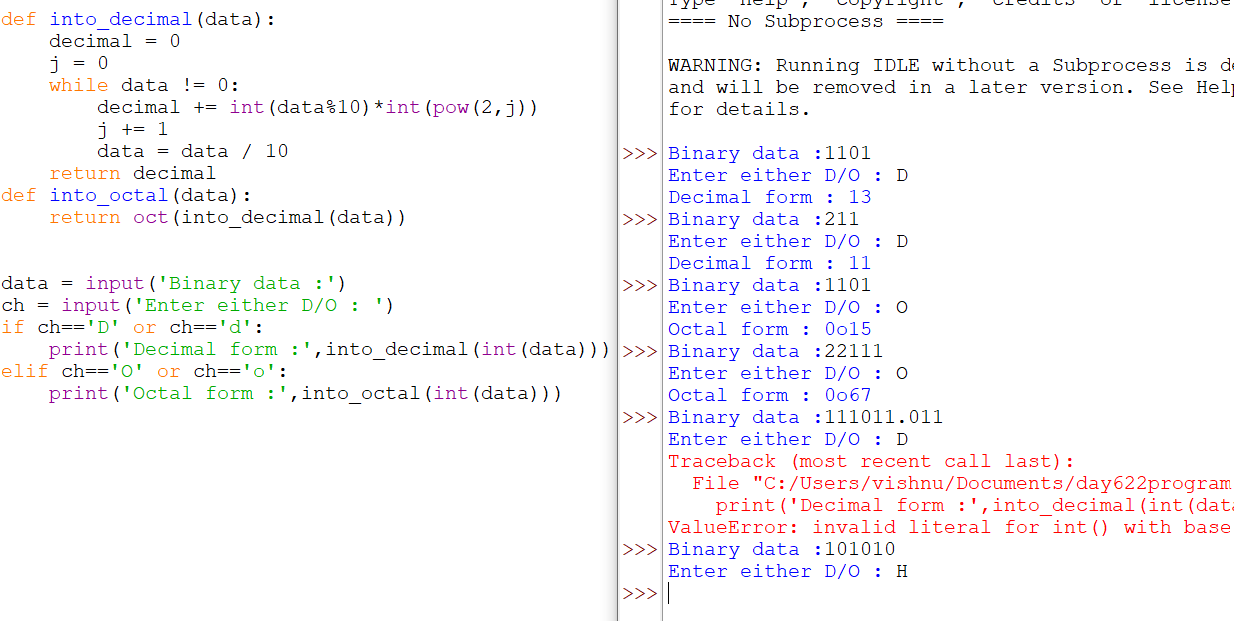 def into_decimal(data):
    decimal = 0
    j = 0
    while data != 0:
        decimal += int(data%10)*int(pow(2,j))
        j += 1
        data = data / 10
    return decimal
def into_octal(data):
    return oct(into_decimal(data))
data = input('Binary data :')
ch = input('Enter either D/O : ')
if ch=='D' or ch=='d':
    print('Decimal form :',into_decimal(int(data)))
elif ch=='O' or ch=='o':
    print('Octal form :',into_octal(int(data)))
==== No Subprocess ====
WARNING: Running IDLE without a Subprocess is
and will be removed in a later version. See
for details.
>>> Binary data :1101
Enter either D/O : D
Decimal form : 13
>>> Binary data :211
Enter either D/O : D
Decimal form : 11
>>> Binary data :1101
Enter either D/O : O
Octal form : 0o15
>>> Binary data :22111
Enter either D/O : O
Octal form : 0o67
>>> Binary data :111011.011
Enter either D/O : D
Traceback (most recent call last):
  File "C:/Users/vishnu/Documents/day622program
    print('Decimal form :',into_decimal(int(dat
ValueError: invalid literal for int() with base
>>> Binary data :101010
Enter either D/O : H
>>>